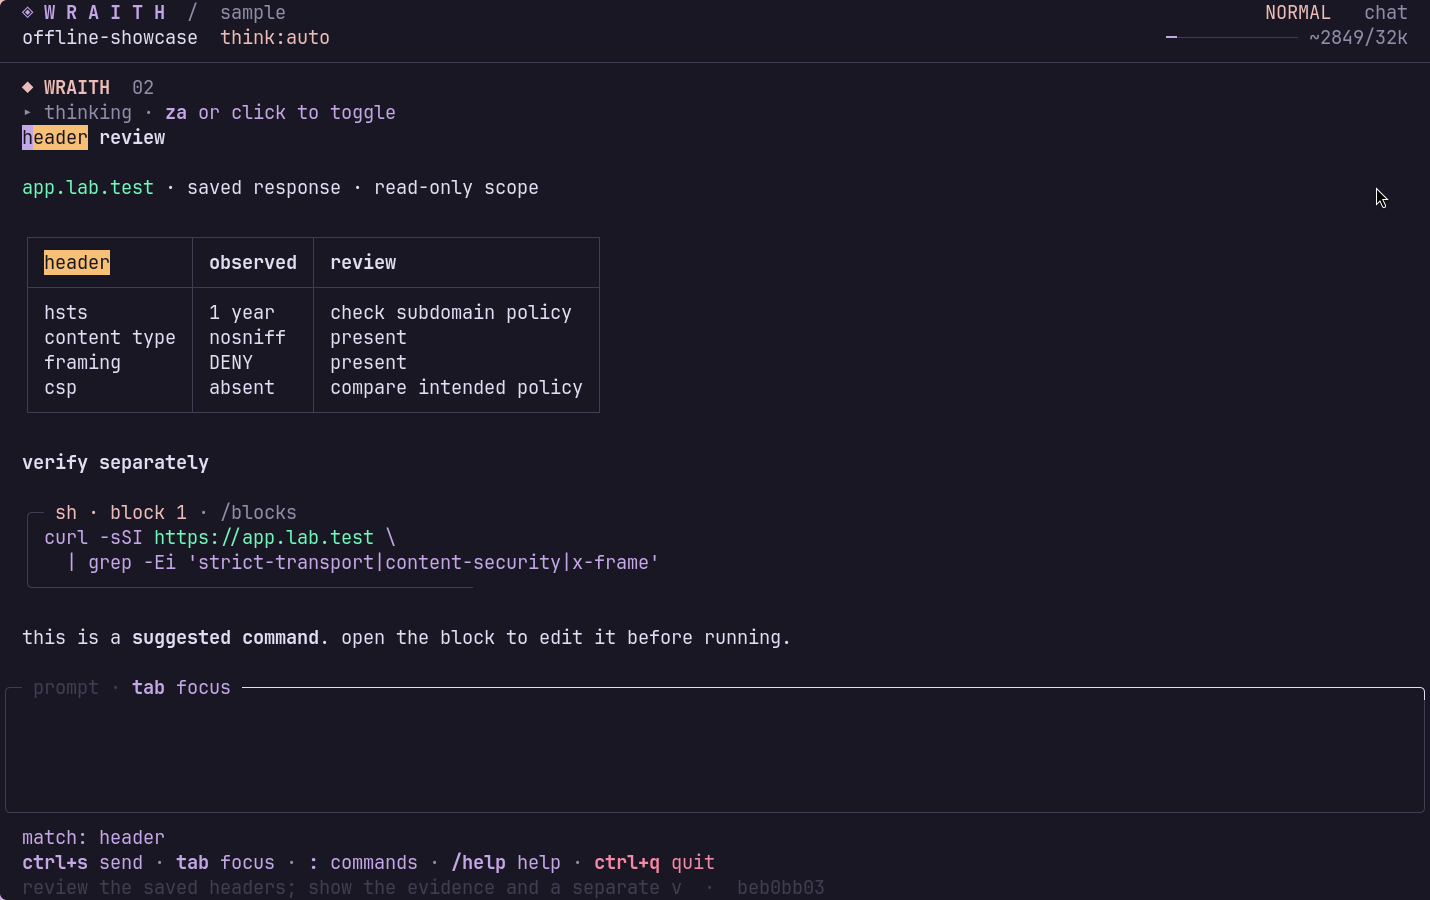 ◈ W R A I T H / sample NORMAL chat
offline-showcase think:auto ~2849/32k
◆ WRAITH 02
▸ thinking · za or click to toggle
header review
app.lab.test · saved response · read-only scope
header observed review
hsts 1 year check subdomain policy
content type nosniff present
framing DENY present
csp absent compare intended policy
verify separately
sh · block 1 · /blocks
curl -sSI https://app.lab.test \
| grep -Ei 'strict-transport|content-security|x-frame'
this is a suggested command. open the block to edit it before running.
prompt · tab focus
match: header
ctrl+s send · tab focus · : commands · /help help · ctrl+q quit
review the saved headers; show the evidence and a separate v · beb0bb03